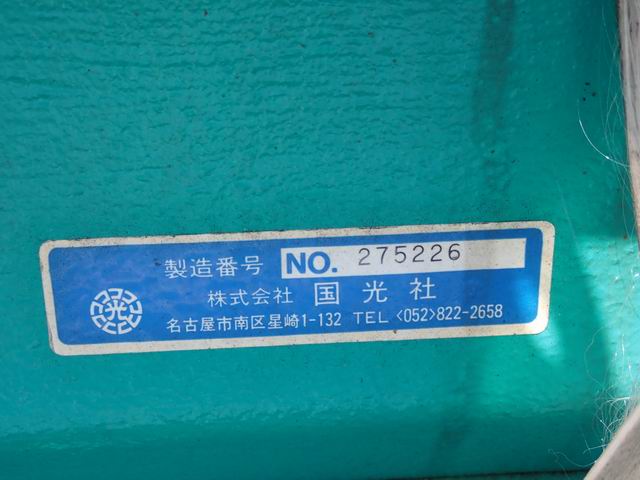 製造番号 NO. 275226
株式会社 国光社
名古屋市南区星崎1-132 TEL〈052〉822-2658